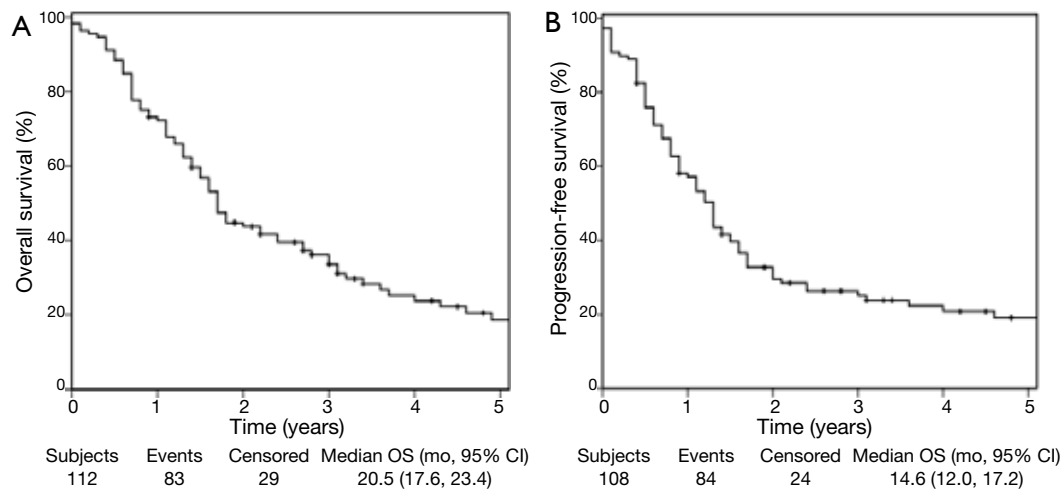 A
Overall survival (%)
100
80
60
40
20
0
0 1 2 3 4 5
Time (years)
Subjects Events Censored Median OS (mo, 95% CI)
112 83 29 20.5 (17.6, 23.4)
B
Progression-free survival (%)
100
80
60
40
20
0
0 1 2 3 4 5
Time (years)
Subjects Events Censored Median OS (mo, 95% CI)
108 84 24 14.6 (12.0, 17.2)